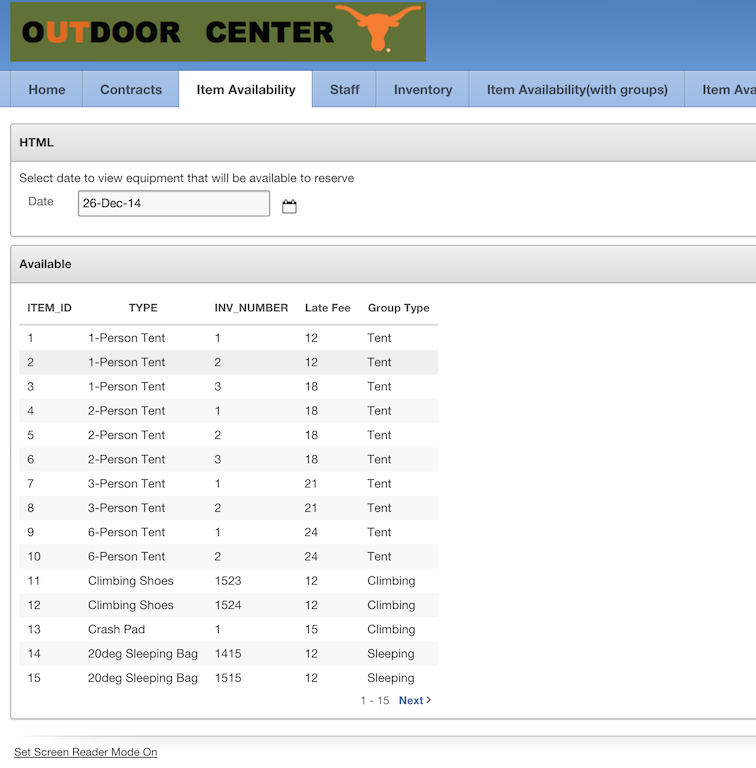 OUTDOOR CENTER
Home Contracts Item Availability Staff Inventory Item Availability(with groups) Item Ava
HTML
Select date to view equipment that will be available to reserve
Date 26-Dec-14
Available
ITEM_ID TYPE INV_NUMBER Late Fee Group Type
1 1-Person Tent 1 12 Tent
2 1-Person Tent 2 12 Tent
3 1-Person Tent 3 18 Tent
4 2-Person Tent 1 18 Tent
5 2-Person Tent 2 18 Tent
6 2-Person Tent 3 18 Tent
7 3-Person Tent 1 21 Tent
8 3-Person Tent 2 21 Tent
9 6-Person Tent 1 24 Tent
10 6-Person Tent 2 24 Tent
11 Climbing Shoes 1523 12 Climbing
12 Climbing Shoes 1524 12 Climbing
13 Crash Pad 1 15 Climbing
14 20deg Sleeping Bag 1415 12 Sleeping
15 20deg Sleeping Bag 1515 12 Sleeping
1 - 15 Next >
Set Screen Reader Mode On